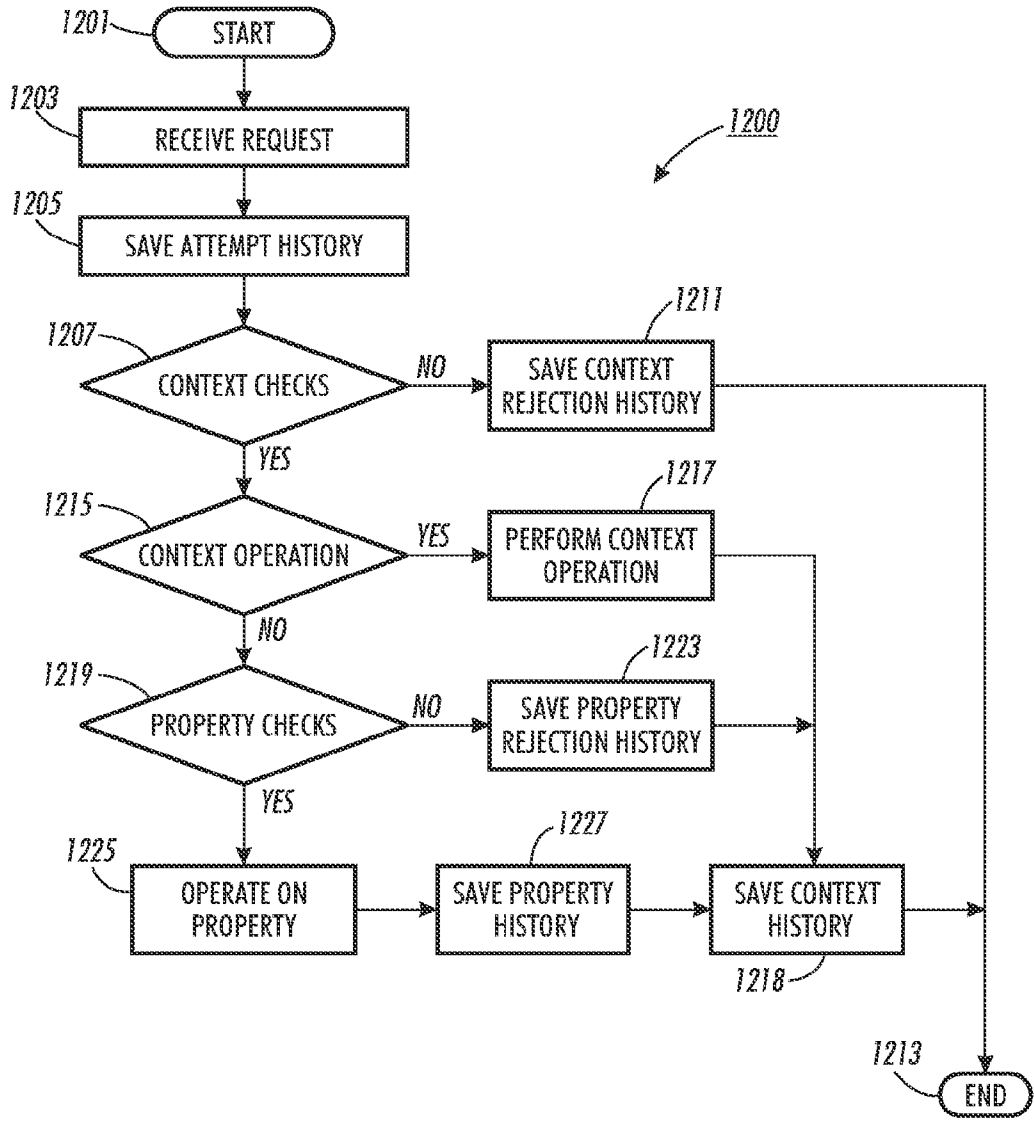 1201
START
1203
RECEIVE REQUEST
1200
1205
SAVE ATTEMPT HISTORY
1207
CONTEXT CHECKS
NO
YES
1211
SAVE CONTEXT
REJECTION HISTORY
1215
CONTEXT OPERATION
YES
NO
1217
PERFORM CONTEXT
OPERATION
1219
PROPERTY CHECKS
NO
YES
1223
SAVE PROPERTY
REJECTION HISTORY
1225
OPERATE ON
PROPERTY
1227
SAVE PROPERTY
HISTORY
SAVE CONTEXT
HISTORY
1218
1213
END